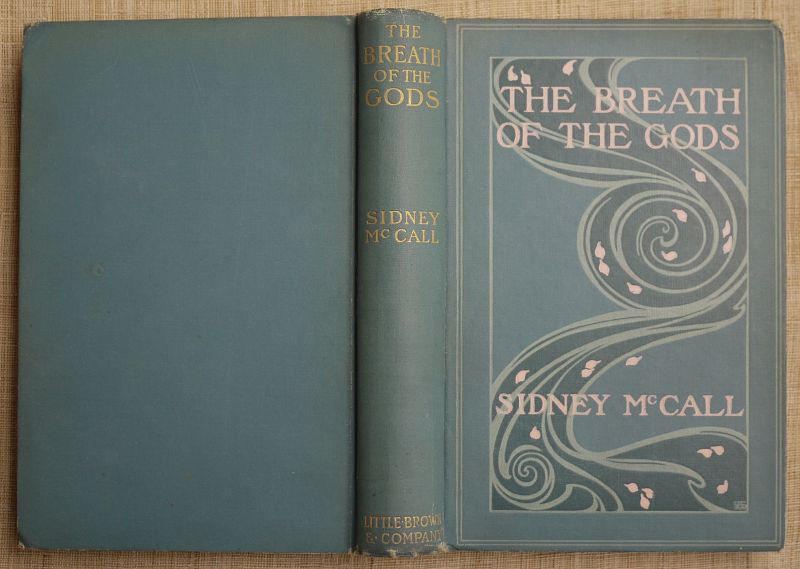 THE
BREATH
OF THE
GODS
SIDNEY
McCALL
LITTLE·BROWN
& COMPANY
THE BREATH
OF THE GODS
SIDNEY McCALL